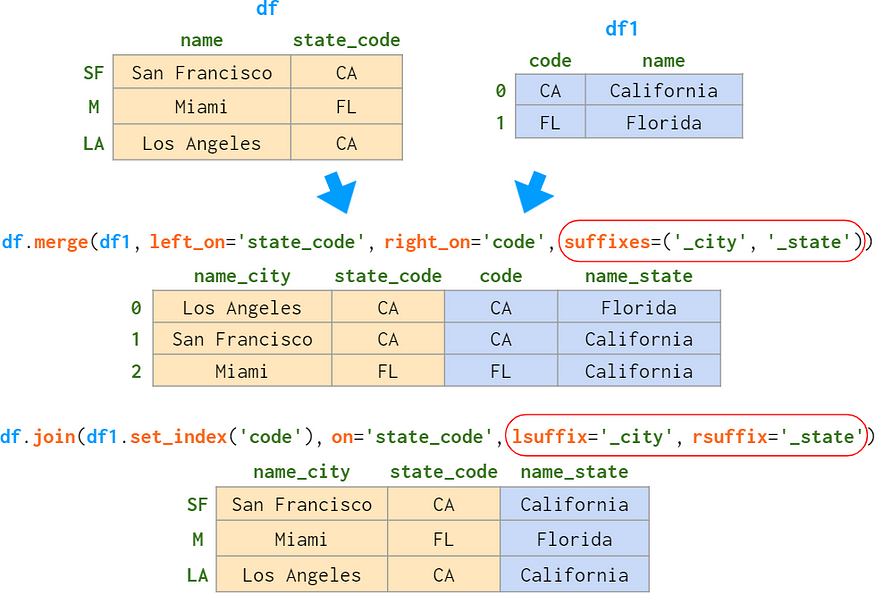 df
df1
name state_code
SF San Francisco CA
M Miami FL
LA Los Angeles CA
code name
0 CA California
1 FL Florida
df.merge(df1, left_on='state_code', right_on='code', suffixes=('_city', '_state'))
name_city state_code code name_state
0 Los Angeles CA CA Florida
1 San Francisco CA CA California
2 Miami FL FL California
df.join(df1.set_index('code'), on='state_code', lsuffix='_city', rsuffix='_state')
name_city state_code name_state
SF San Francisco CA California
M Miami FL Florida
LA Los Angeles CA California